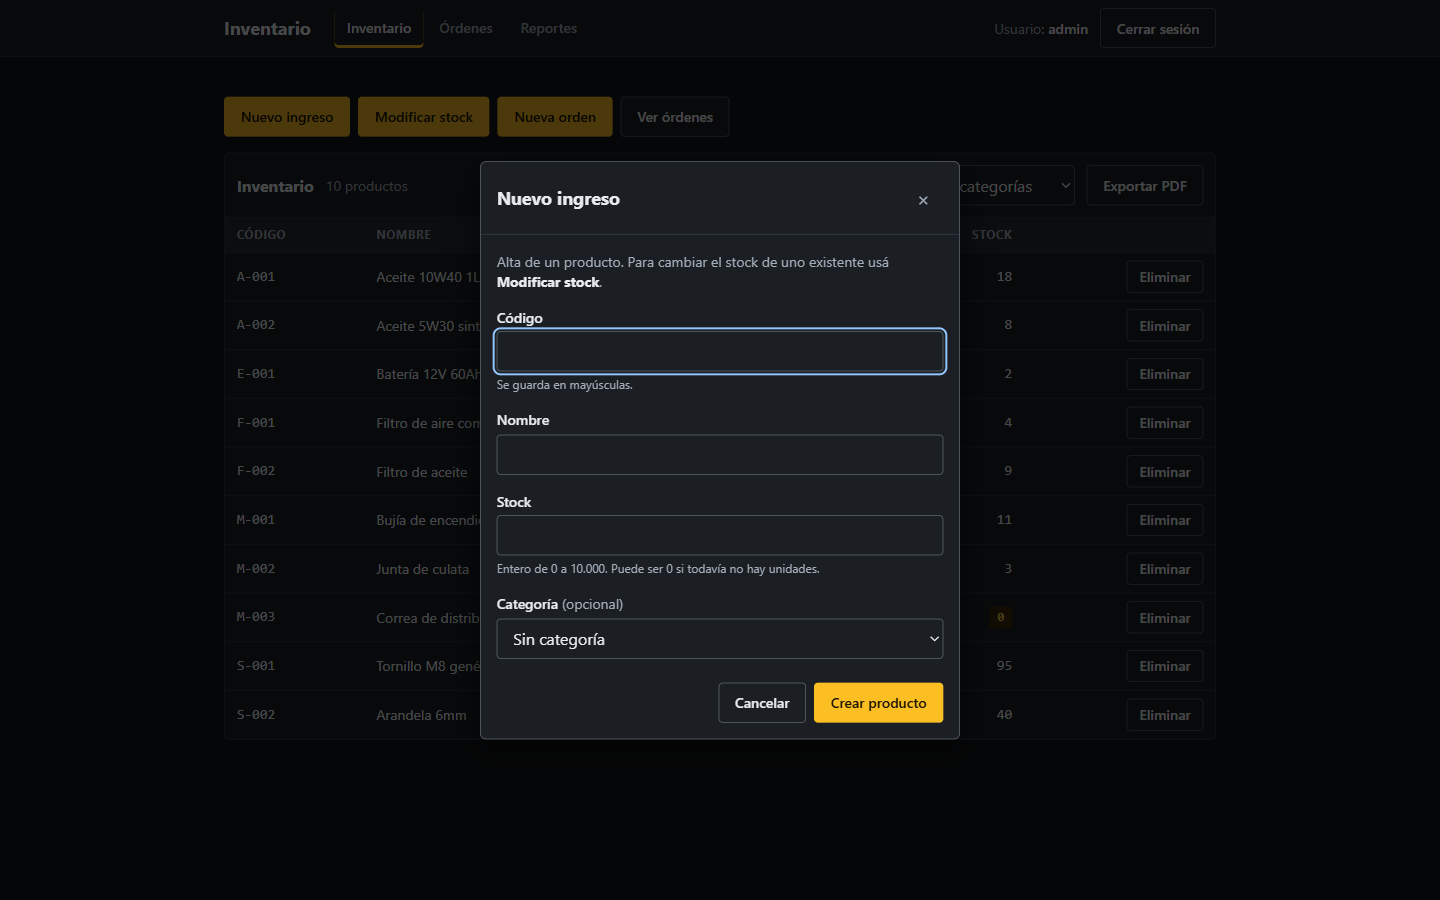 Inventario Inventario Órdenes Reportes Usuario: admin Cerrar sesión
Nuevo ingreso Modificar stock Nueva orden Ver órdenes
Inventario 10 productos categorías Exportar PDF
CÓDIGO NOMBRE STOCK
A-001 Aceite 10W40 1L 18 Eliminar
A-002 Aceite 5W30 sint 8 Eliminar
E-001 Batería 12V 60Ah 2 Eliminar
F-001 Filtro de aire com 4 Eliminar
F-002 Filtro de aceite 9 Eliminar
M-001 Bujía de encendi 11 Eliminar
M-002 Junta de culata 3 Eliminar
M-003 Correa de distrib 0 Eliminar
S-001 Tornillo M8 gené 95 Eliminar
S-002 Arandela 6mm 40 Eliminar
Nuevo ingreso ×
Alta de un producto. Para cambiar el stock de uno existente usá
Modificar stock.
Código
Se guarda en mayúsculas.
Nombre
Stock
Entero de 0 a 10.000. Puede ser 0 si todavía no hay unidades.
Categoría (opcional)
Sin categoría
Cancelar Crear producto